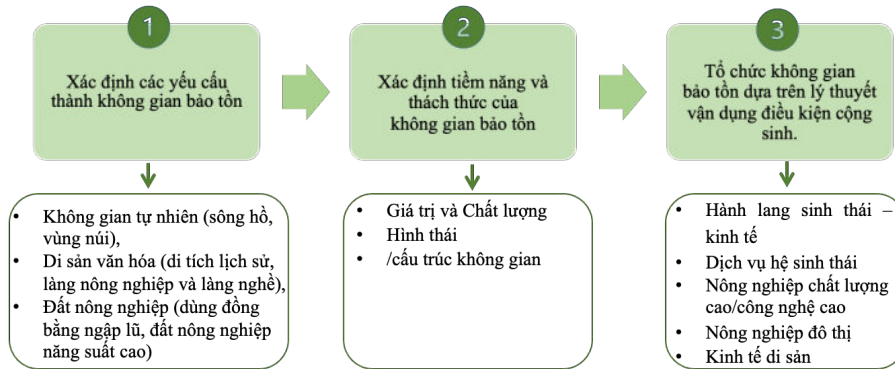 1
Xác định các yếu cấu
thành không gian bảo tồn
• Không gian tự nhiên (sông hồ,
vùng núi),
• Di sản văn hóa (di tích lịch sử,
làng nông nghiệp và làng nghề),
• Đất nông nghiệp (dùng đồng
bằng ngập lũ, đất nông nghiệp
năng suất cao)
2
Xác định tiềm năng và
thách thức của
không gian bảo tồn
• Giá trị và Chất lượng
• Hình thái
• /cấu trúc không gian
3
Tổ chức không gian
bảo tồn dựa trên lý thuyết
vận dụng điều kiện cộng
sinh.
• Hành lang sinh thái –
kinh tế
• Dịch vụ hệ sinh thái
• Nông nghiệp chất lượng
cao/công nghệ cao
• Nông nghiệp đô thị
• Kinh tế di sản